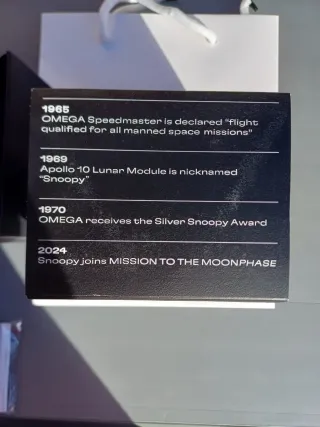 1965
OMEGA Speedmaster is declared "flight
qualified for all manned space missions"
1969
Apollo 10 Lunar Module is nicknamed
"Snoopy"
1970
OMEGA receives the Silver Snoopy Award
2024
Snoopy joins MISSION TO THE MOONPHASE